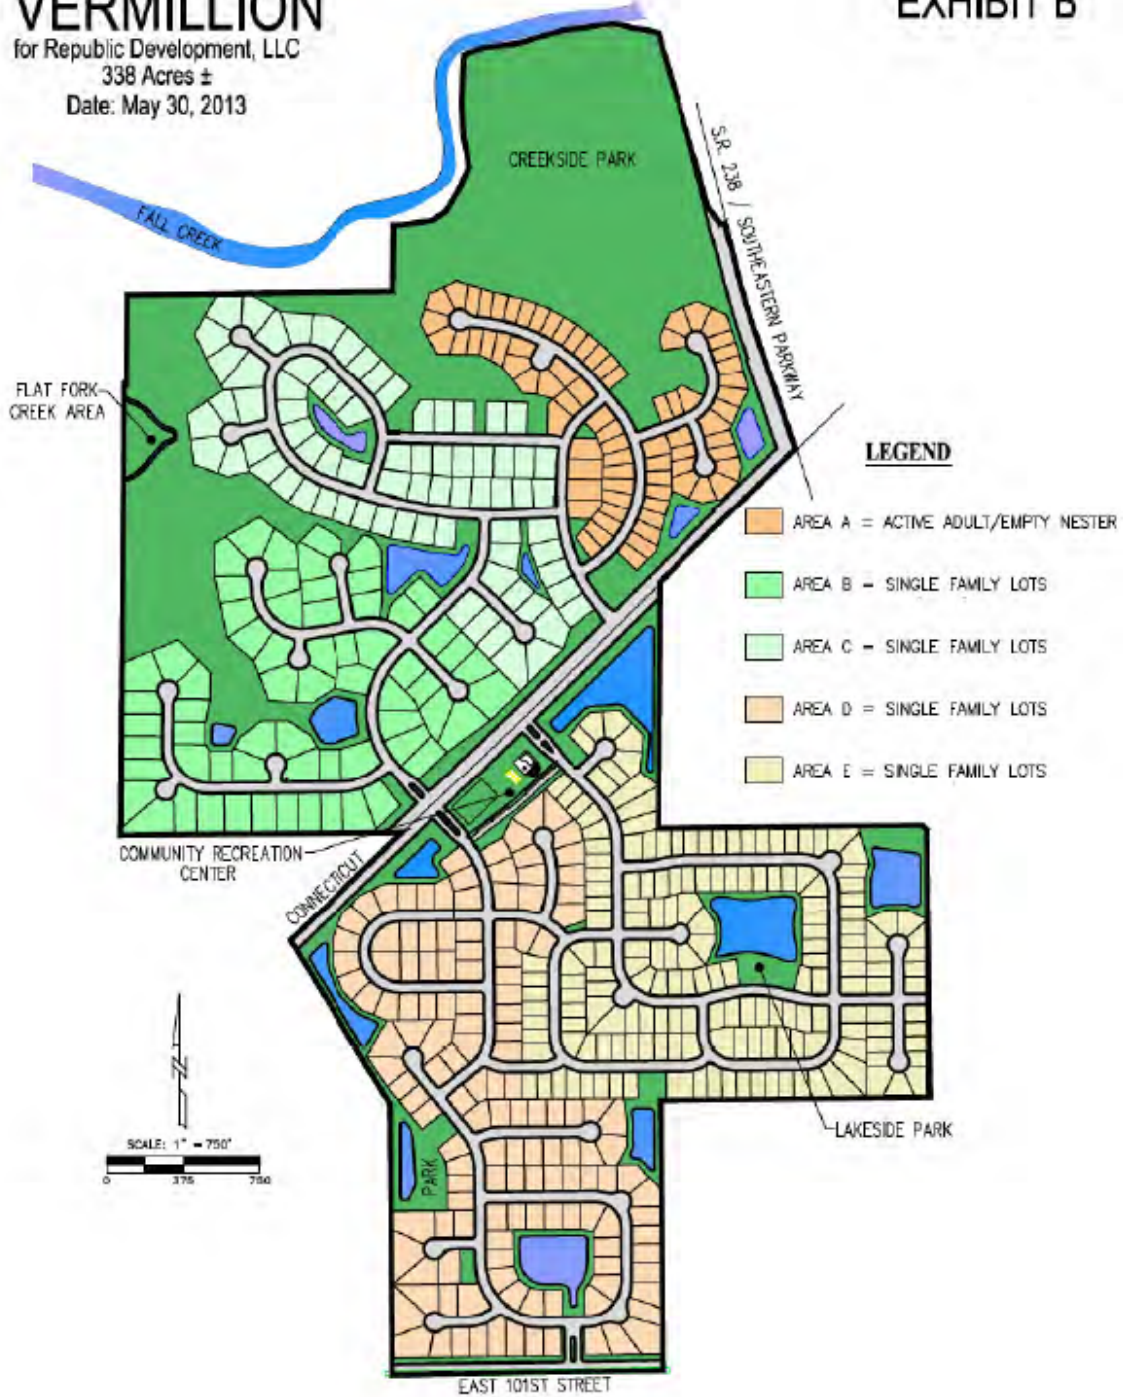 VERMILLION
for Republic Development, LLC
338 Acres ±
Date: May 30, 2013
EXHIBIT B
CREEKSIDE PARK
S.R. 238 / SOUTHEASTERN PARKWAY
FALL CREEK
FLAT FORK
CREEK AREA
LEGEND
AREA A = ACTIVE ADULT/EMPTY NESTER
AREA B = SINGLE FAMILY LOTS
AREA C = SINGLE FAMILY LOTS
AREA D = SINGLE FAMILY LOTS
AREA E = SINGLE FAMILY LOTS
COMMUNITY RECREATION
CENTER
CONNECTICUT
N
SCALE: 1" = 750'
0 375 750
LAKESIDE PARK
PARK
EAST 101ST STREET